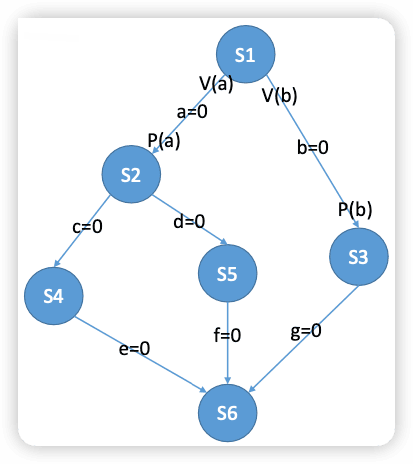 S1
V(a)
V(b)
a=0
P(a)
b=0
S2
P(b)
d=0
c=0
S3
S5
S4
f=0
g=0
e=0
S6